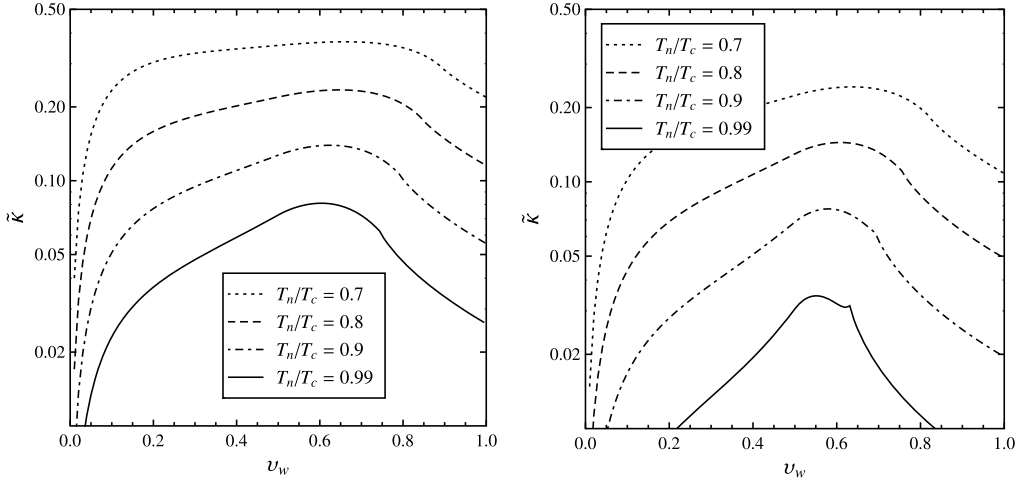 0.50
0.20
0.10
0.05
0.02
κ̃
T_n/T_c = 0.7
T_n/T_c = 0.8
T_n/T_c = 0.9
T_n/T_c = 0.99
0.0 0.2 0.4 0.6 0.8 1.0
υ_w
0.50
0.20
0.10
0.05
0.02
κ̃
T_n/T_c = 0.7
T_n/T_c = 0.8
T_n/T_c = 0.9
T_n/T_c = 0.99
0.0 0.2 0.4 0.6 0.8 1.0
υ_w